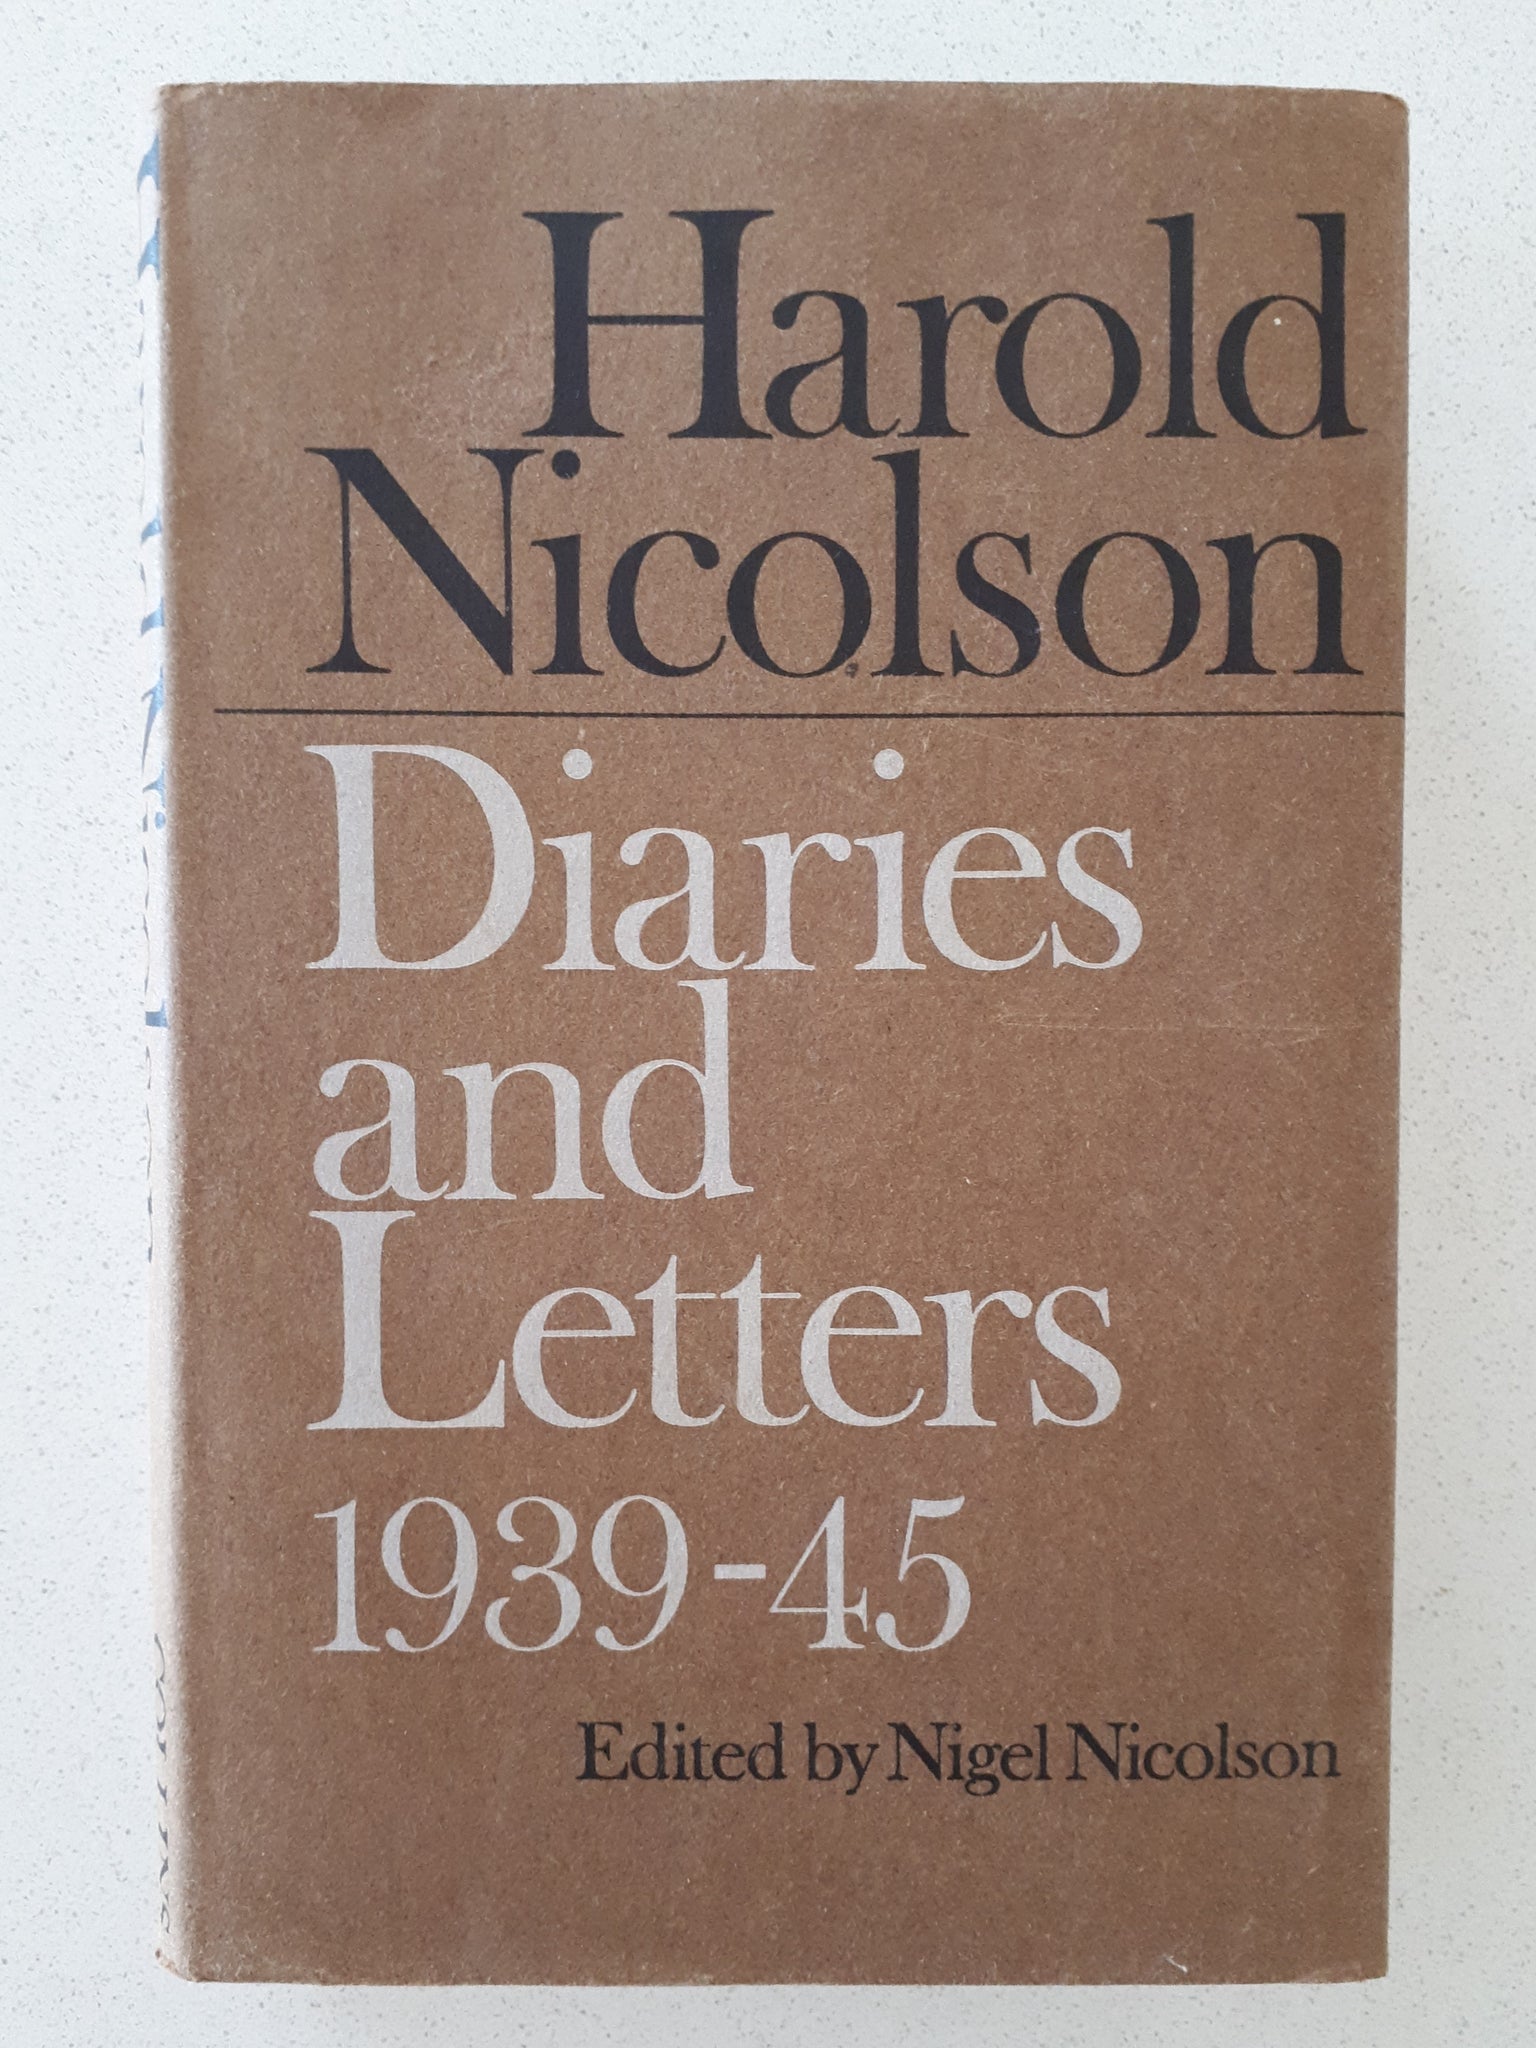 Harold
Nicolson
Diaries
and
Letters
1939-45
Edited by Nigel Nicolson